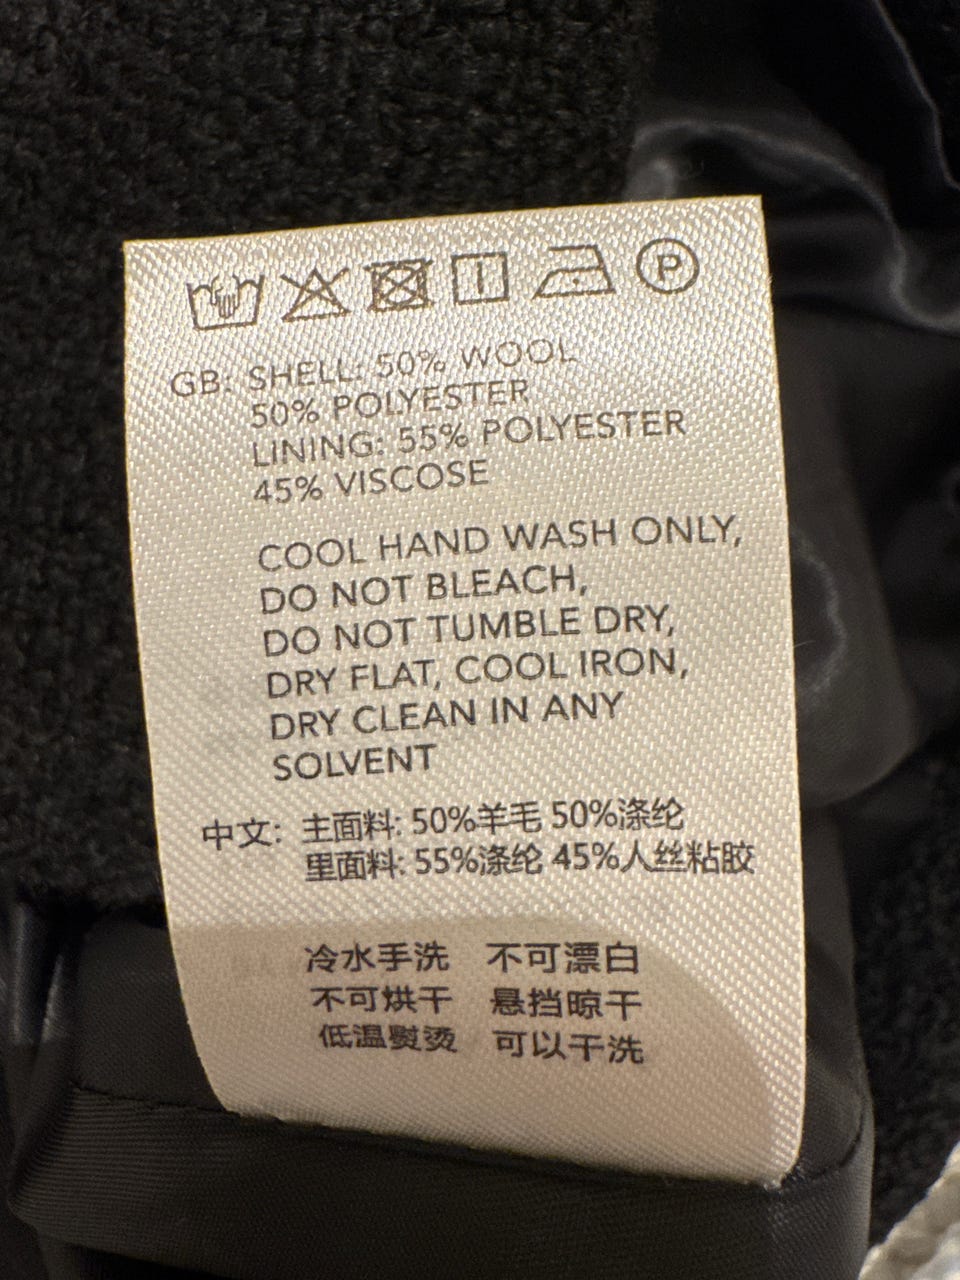 GB: SHELL: 50% WOOL
50% POLYESTER
LINING: 55% POLYESTER
45% VISCOSE
COOL HAND WASH ONLY,
DO NOT BLEACH,
DO NOT TUMBLE DRY,
DRY FLAT, COOL IRON,
DRY CLEAN IN ANY
SOLVENT
中文: 主面料: 50%羊毛 50%涤纶
里面料: 55%涤纶 45%人丝粘胶
冷水手洗 不可漂白
不可烘干 悬挡晾干
低温熨烫 可以干洗